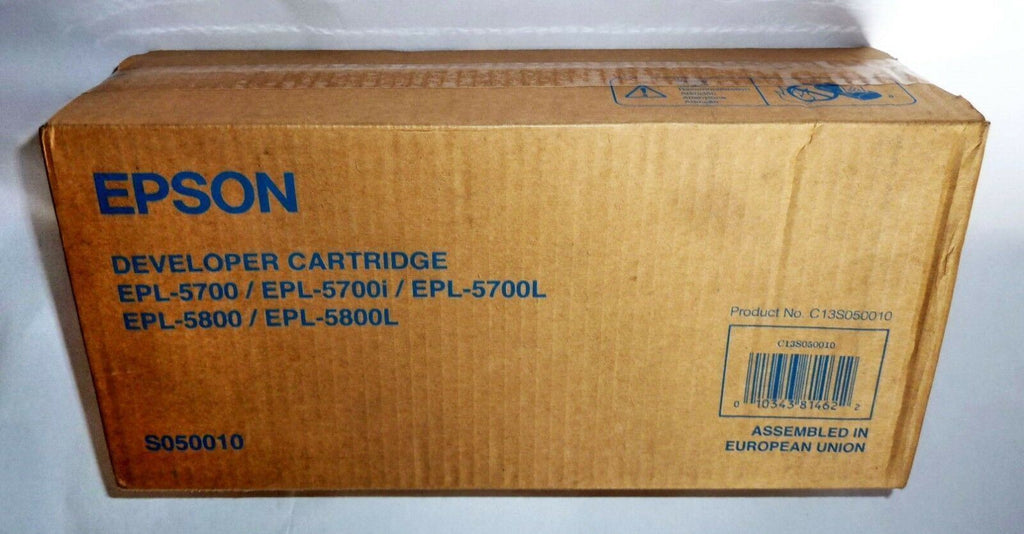 Attention
EPSON
DEVELOPER CARTRIDGE
EPL-5700 / EPL-5700i / EPL-5700L
EPL-5800 / EPL-5800L
Product No. C13S050010
C13S050010
0 10343 81462 2
S050010
ASSEMBLED IN
EUROPEAN UNION